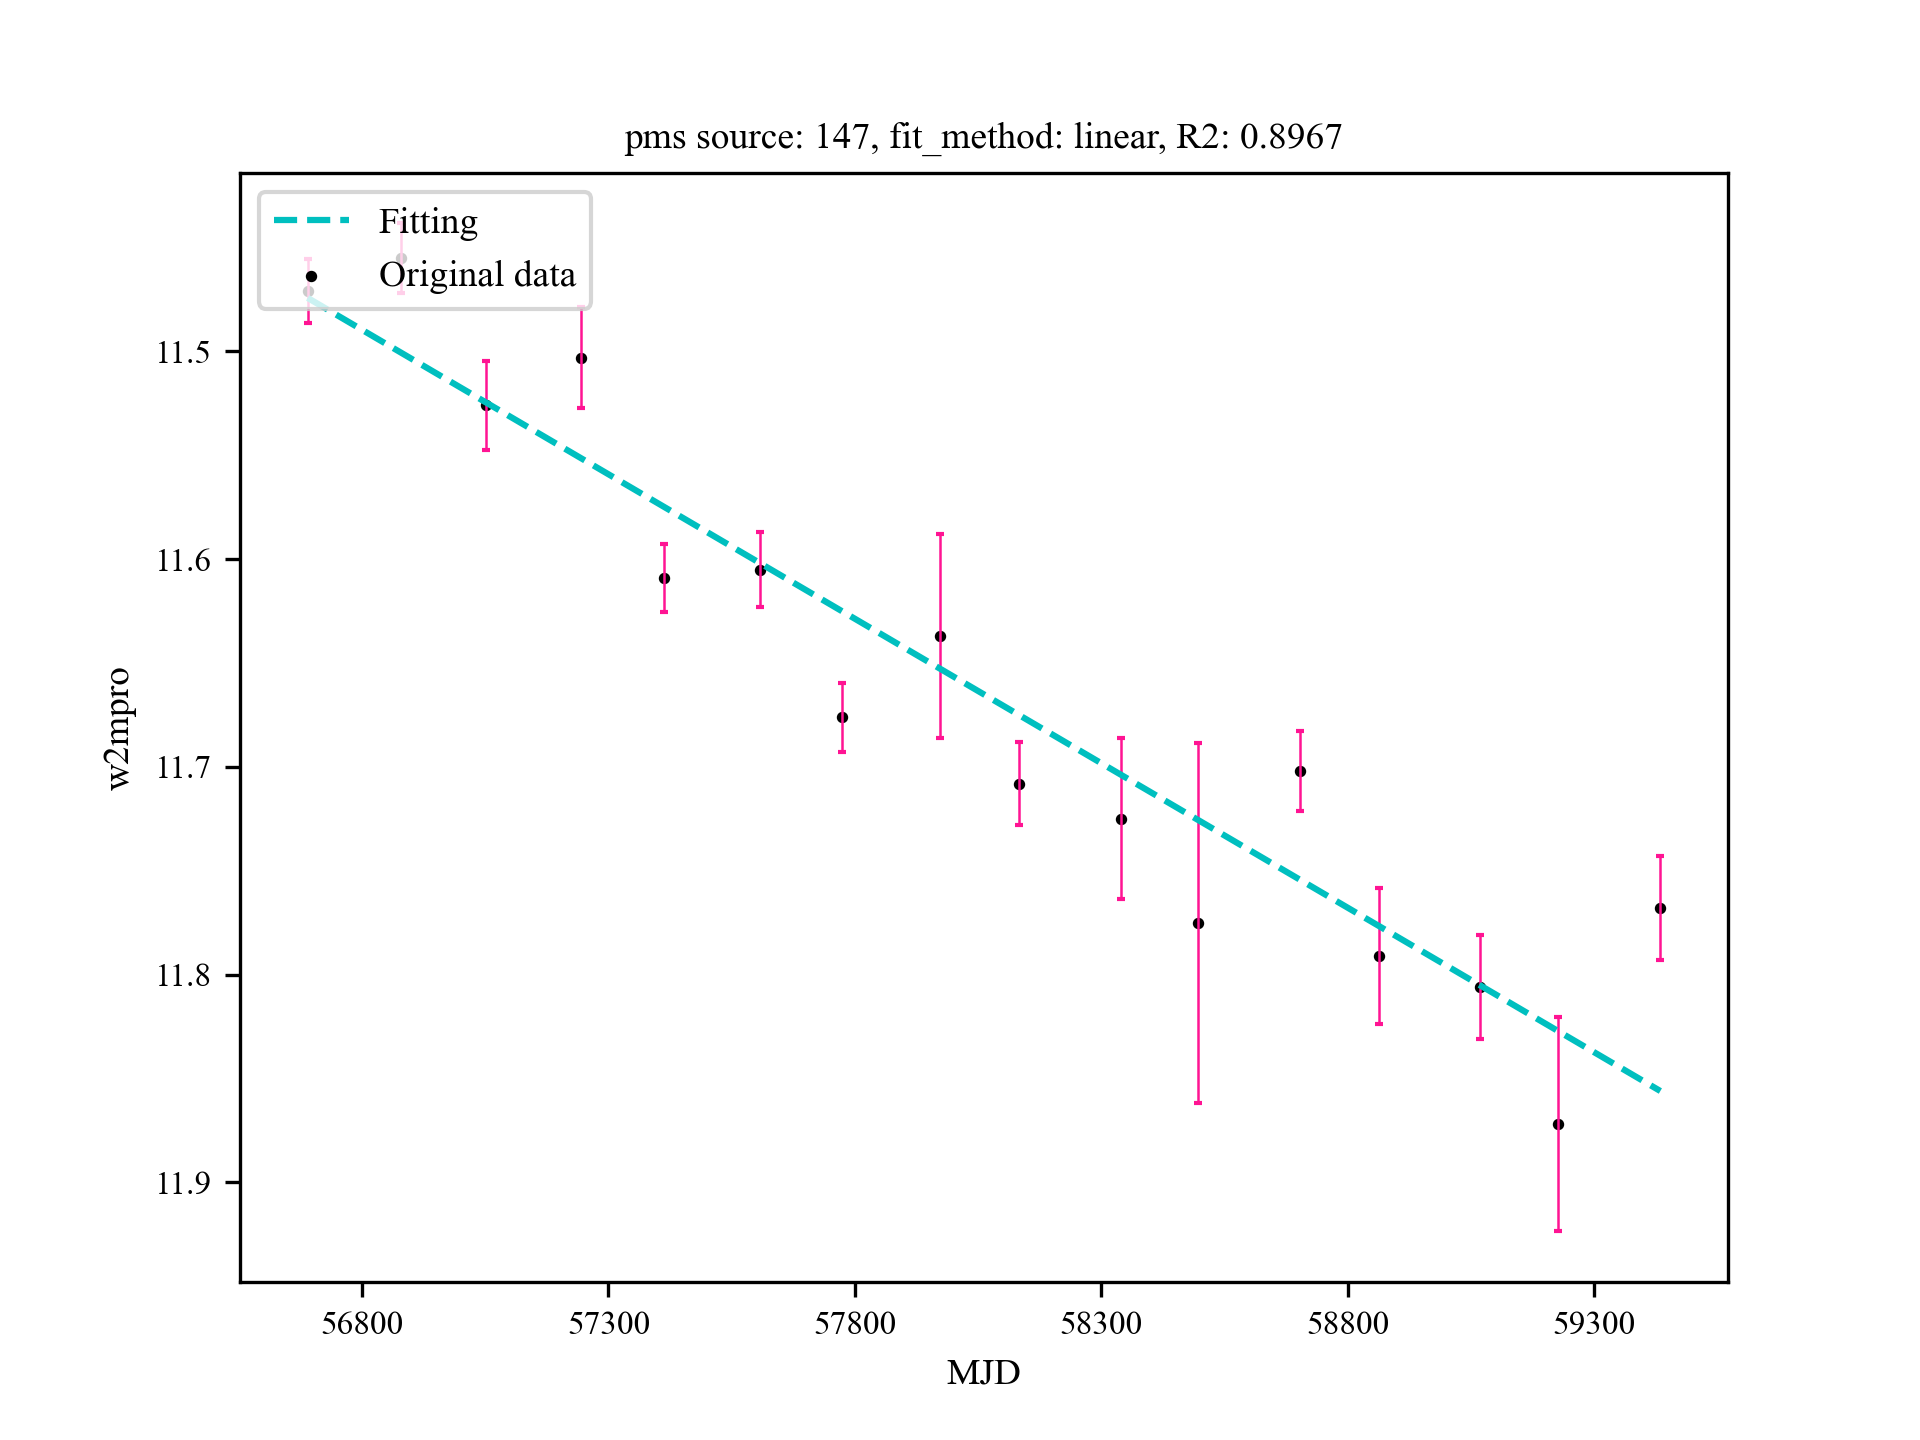 pms source: 147, fit_method: linear, R2: 0.8967
Fitting
Original data
11.5
11.6
11.7
11.8
11.9
w2mpro
56800 57300 57800 58300 58800 59300
MJD